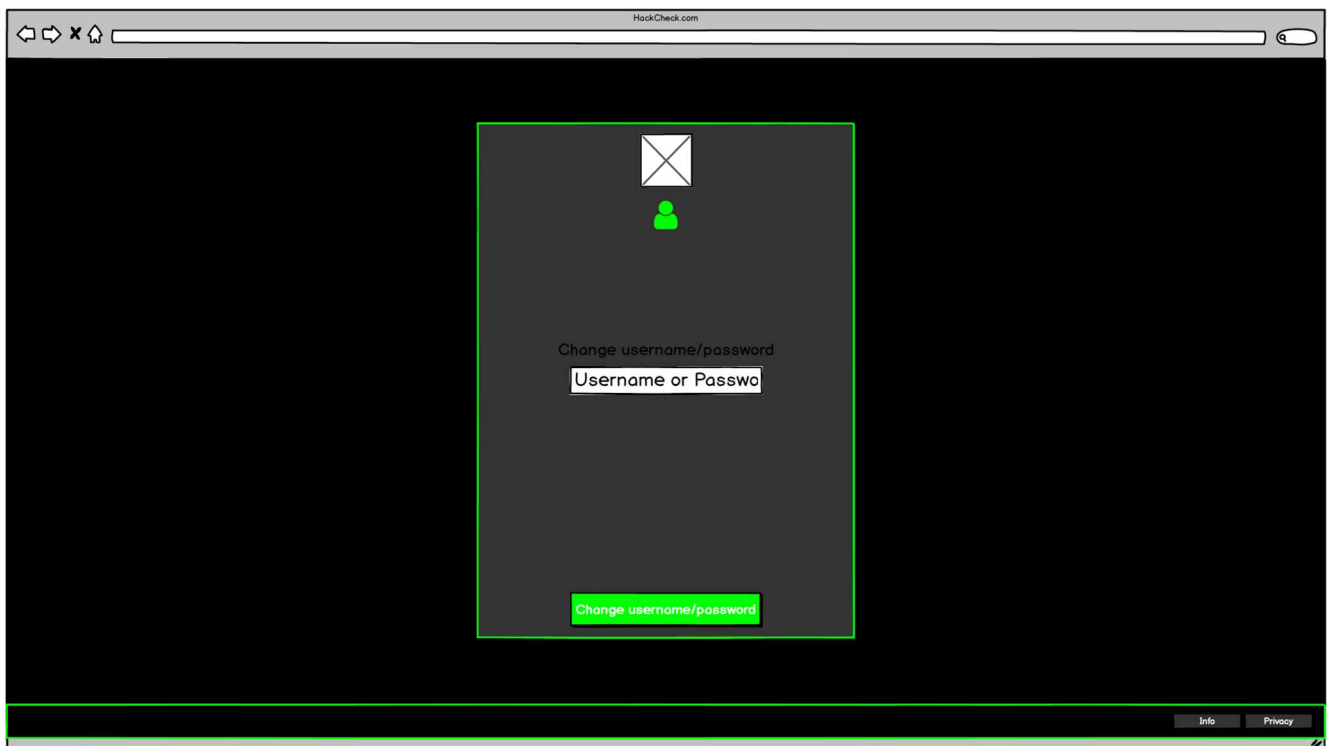 HackCheck.com
Change username/password
Username or Passwo
Change username/password
Info
Privacy